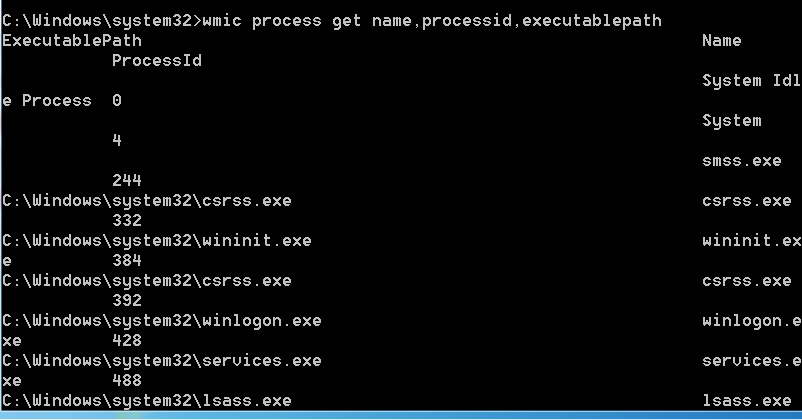 C:\Windows\system32>wmic process get name,processid,executablepath
ExecutablePath Name
ProcessId
System Idl
e Process 0
System
4
smss.exe
244
C:\Windows\system32\csrss.exe csrss.exe
332
C:\Windows\system32\wininit.exe wininit.ex
e 384
C:\Windows\system32\csrss.exe csrss.exe
392
C:\Windows\system32\winlogon.exe winlogon.e
xe 428
C:\Windows\system32\services.exe services.e
xe 488
C:\Windows\system32\lsass.exe lsass.exe